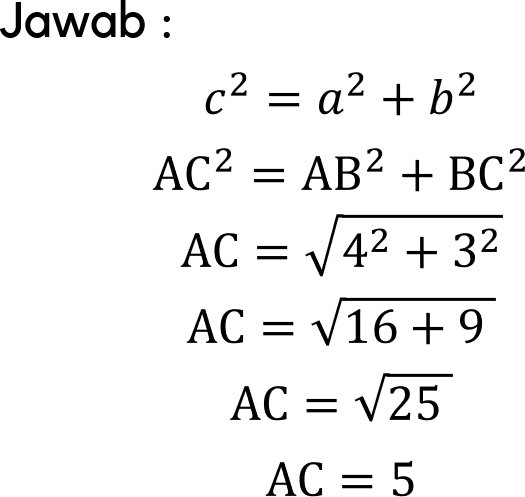 Jawab :
c² = a² + b²
AC² = AB² + BC²
AC = √(4² + 3²)
AC = √(16 + 9)
AC = √25
AC = 5